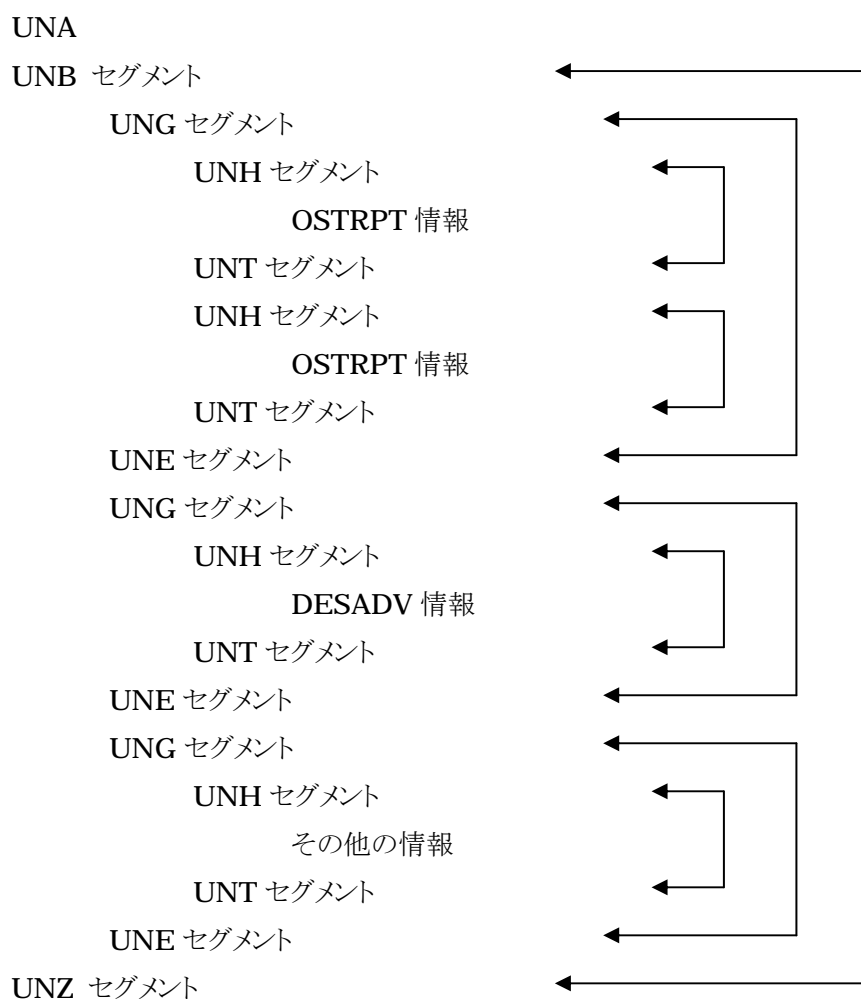 UNA
UNB セグメント
UNG セグメント
UNH セグメント
OSTRPT 情報
UNT セグメント
UNH セグメント
OSTRPT 情報
UNT セグメント
UNE セグメント
UNG セグメント
UNH セグメント
DESADV 情報
UNT セグメント
UNE セグメント
UNG セグメント
UNH セグメント
その他の情報
UNT セグメント
UNE セグメント
UNZ セグメント